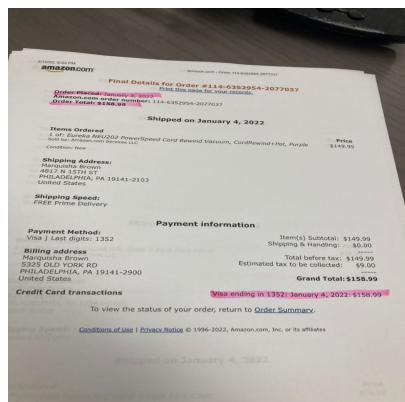 amazon.com
Amazon.com - Order 114-6352954-2077037
Final Details for Order #114-6352954-2077037
Print this page for your records.
Order Placed: January 4, 2022
Amazon.com order number: 114-6352954-2077037
Order Total: $158.99
Shipped on January 4, 2022
Items Ordered Price
1 of: Eureka NEU202 PowerSpeed Cord Rewind Vacuum, CordRewind+Pet, Purple $149.99
Sold by: Amazon.com Services LLC
Condition: New
Shipping Address:
Marquisha Brown
4817 N 15TH ST
PHILADELPHIA, PA 19141-2103
United States
Shipping Speed:
FREE Prime Delivery
Payment information
Payment Method:
Visa | Last digits: 1352
Item(s) Subtotal: $149.99
Shipping & Handling: $0.00
-----
Billing address
Marquisha Brown
5325 OLD YORK RD
PHILADELPHIA, PA 19141-2900
United States
Total before tax: $149.99
Estimated tax to be collected: $9.00
-----
Grand Total: $158.99
Credit Card transactions Visa ending in 1352: January 4, 2022: $158.99
To view the status of your order, return to Order Summary.
Conditions of Use | Privacy Notice © 1996-2022, Amazon.com, Inc. or its affiliates